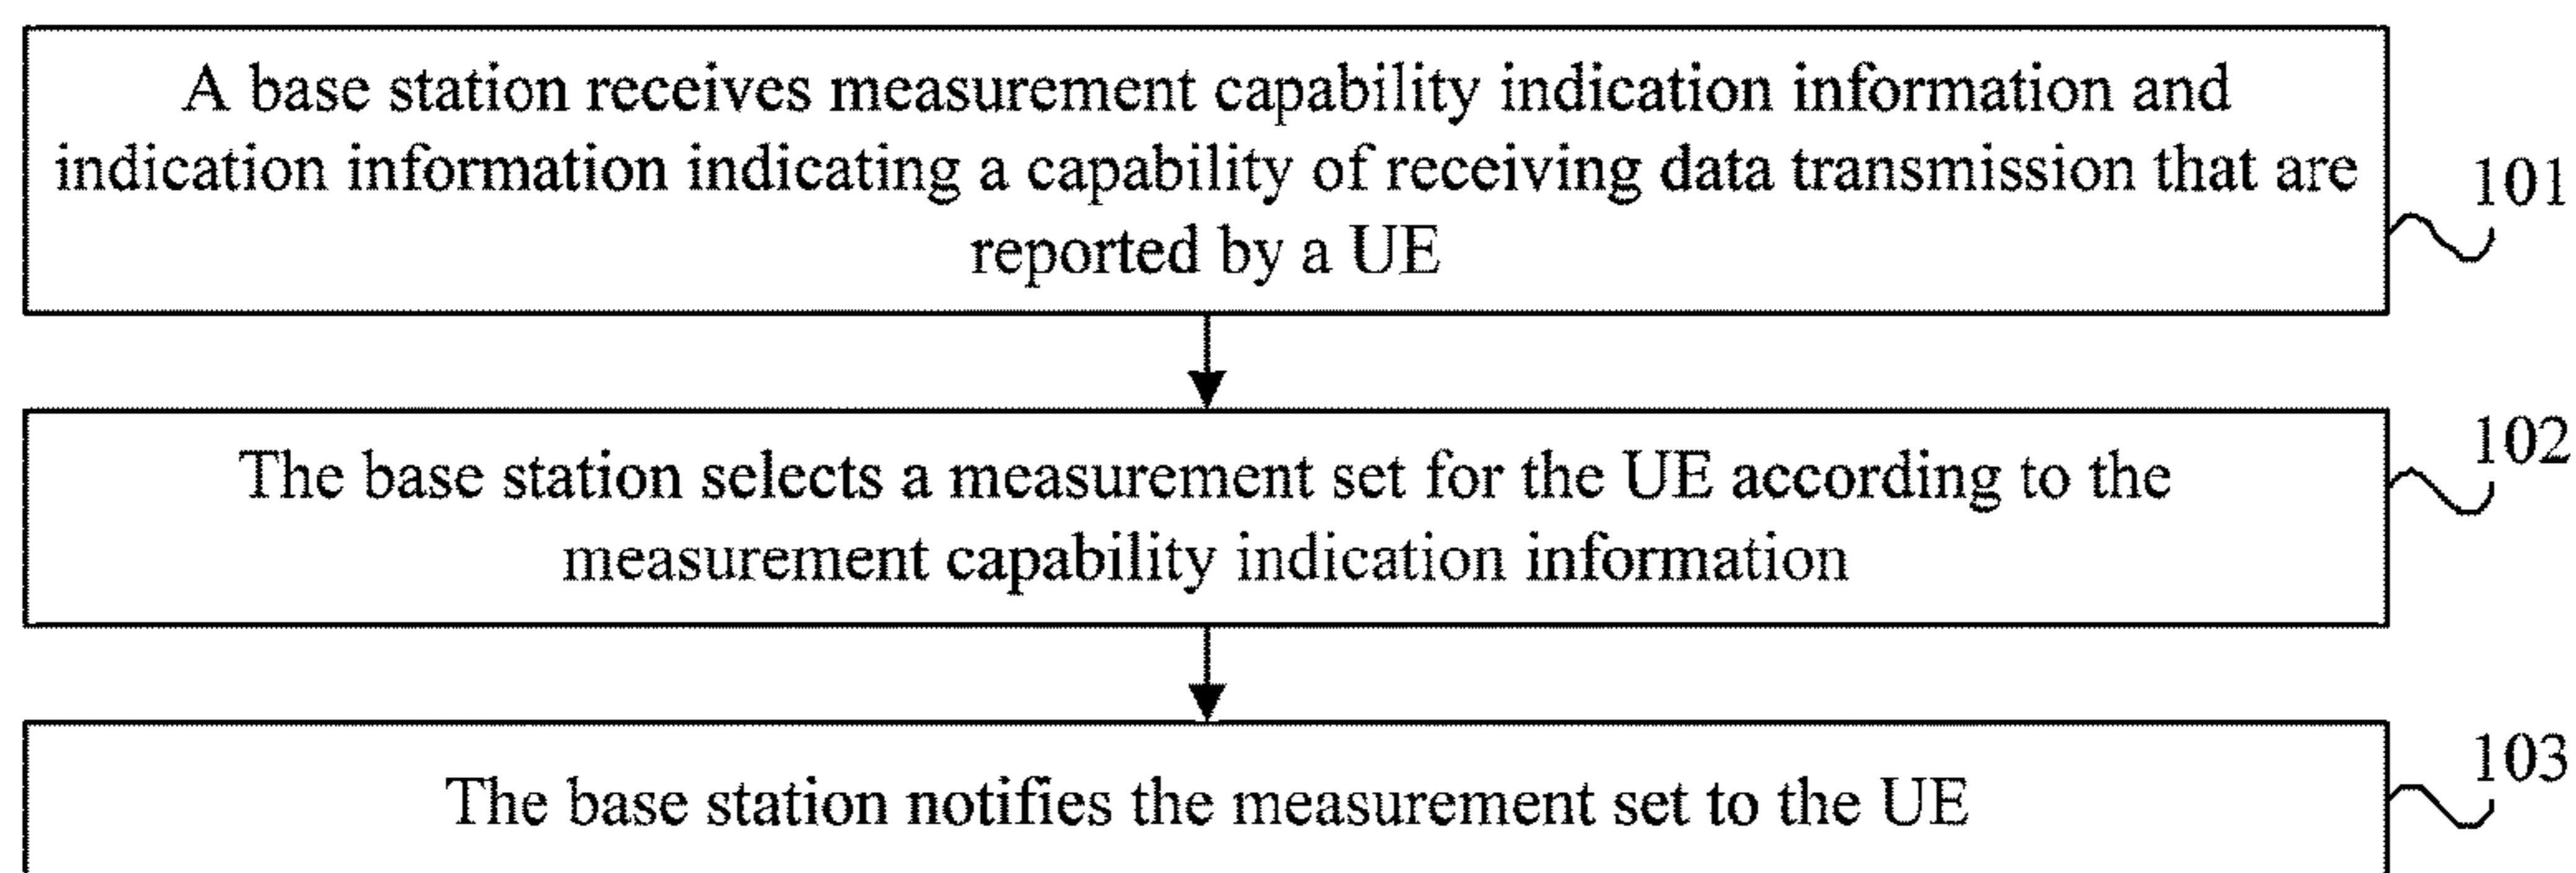 A base station receives measurement capability indication information and
indication information indicating a capability of receiving data transmission that are
reported by a UE
101
The base station selects a measurement set for the UE according to the
measurement capability indication information
102
The base station notifies the measurement set to the UE
103